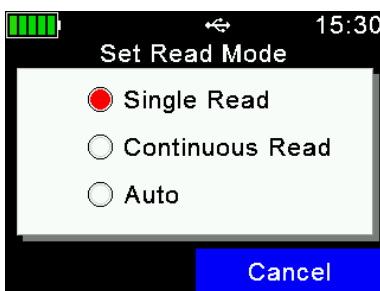 15:30
Set Read Mode
Single Read
Continuous Read
Auto
Cancel